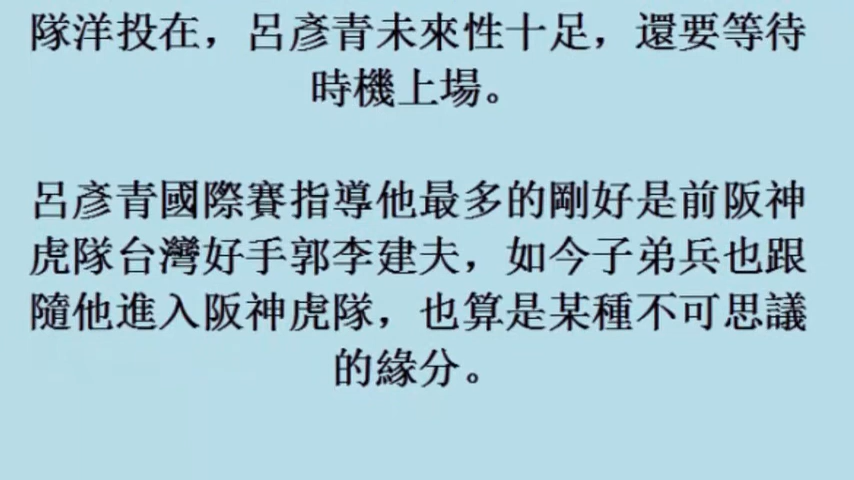 隊洋投在，呂彥青未來性十足，還要等待
時機上場。
呂彥青國際賽指導他最多的剛好是前阪神
虎隊台灣好手郭李建夫，如今子弟兵也跟
隨他進入阪神虎隊，也算是某種不可思議
的緣分。